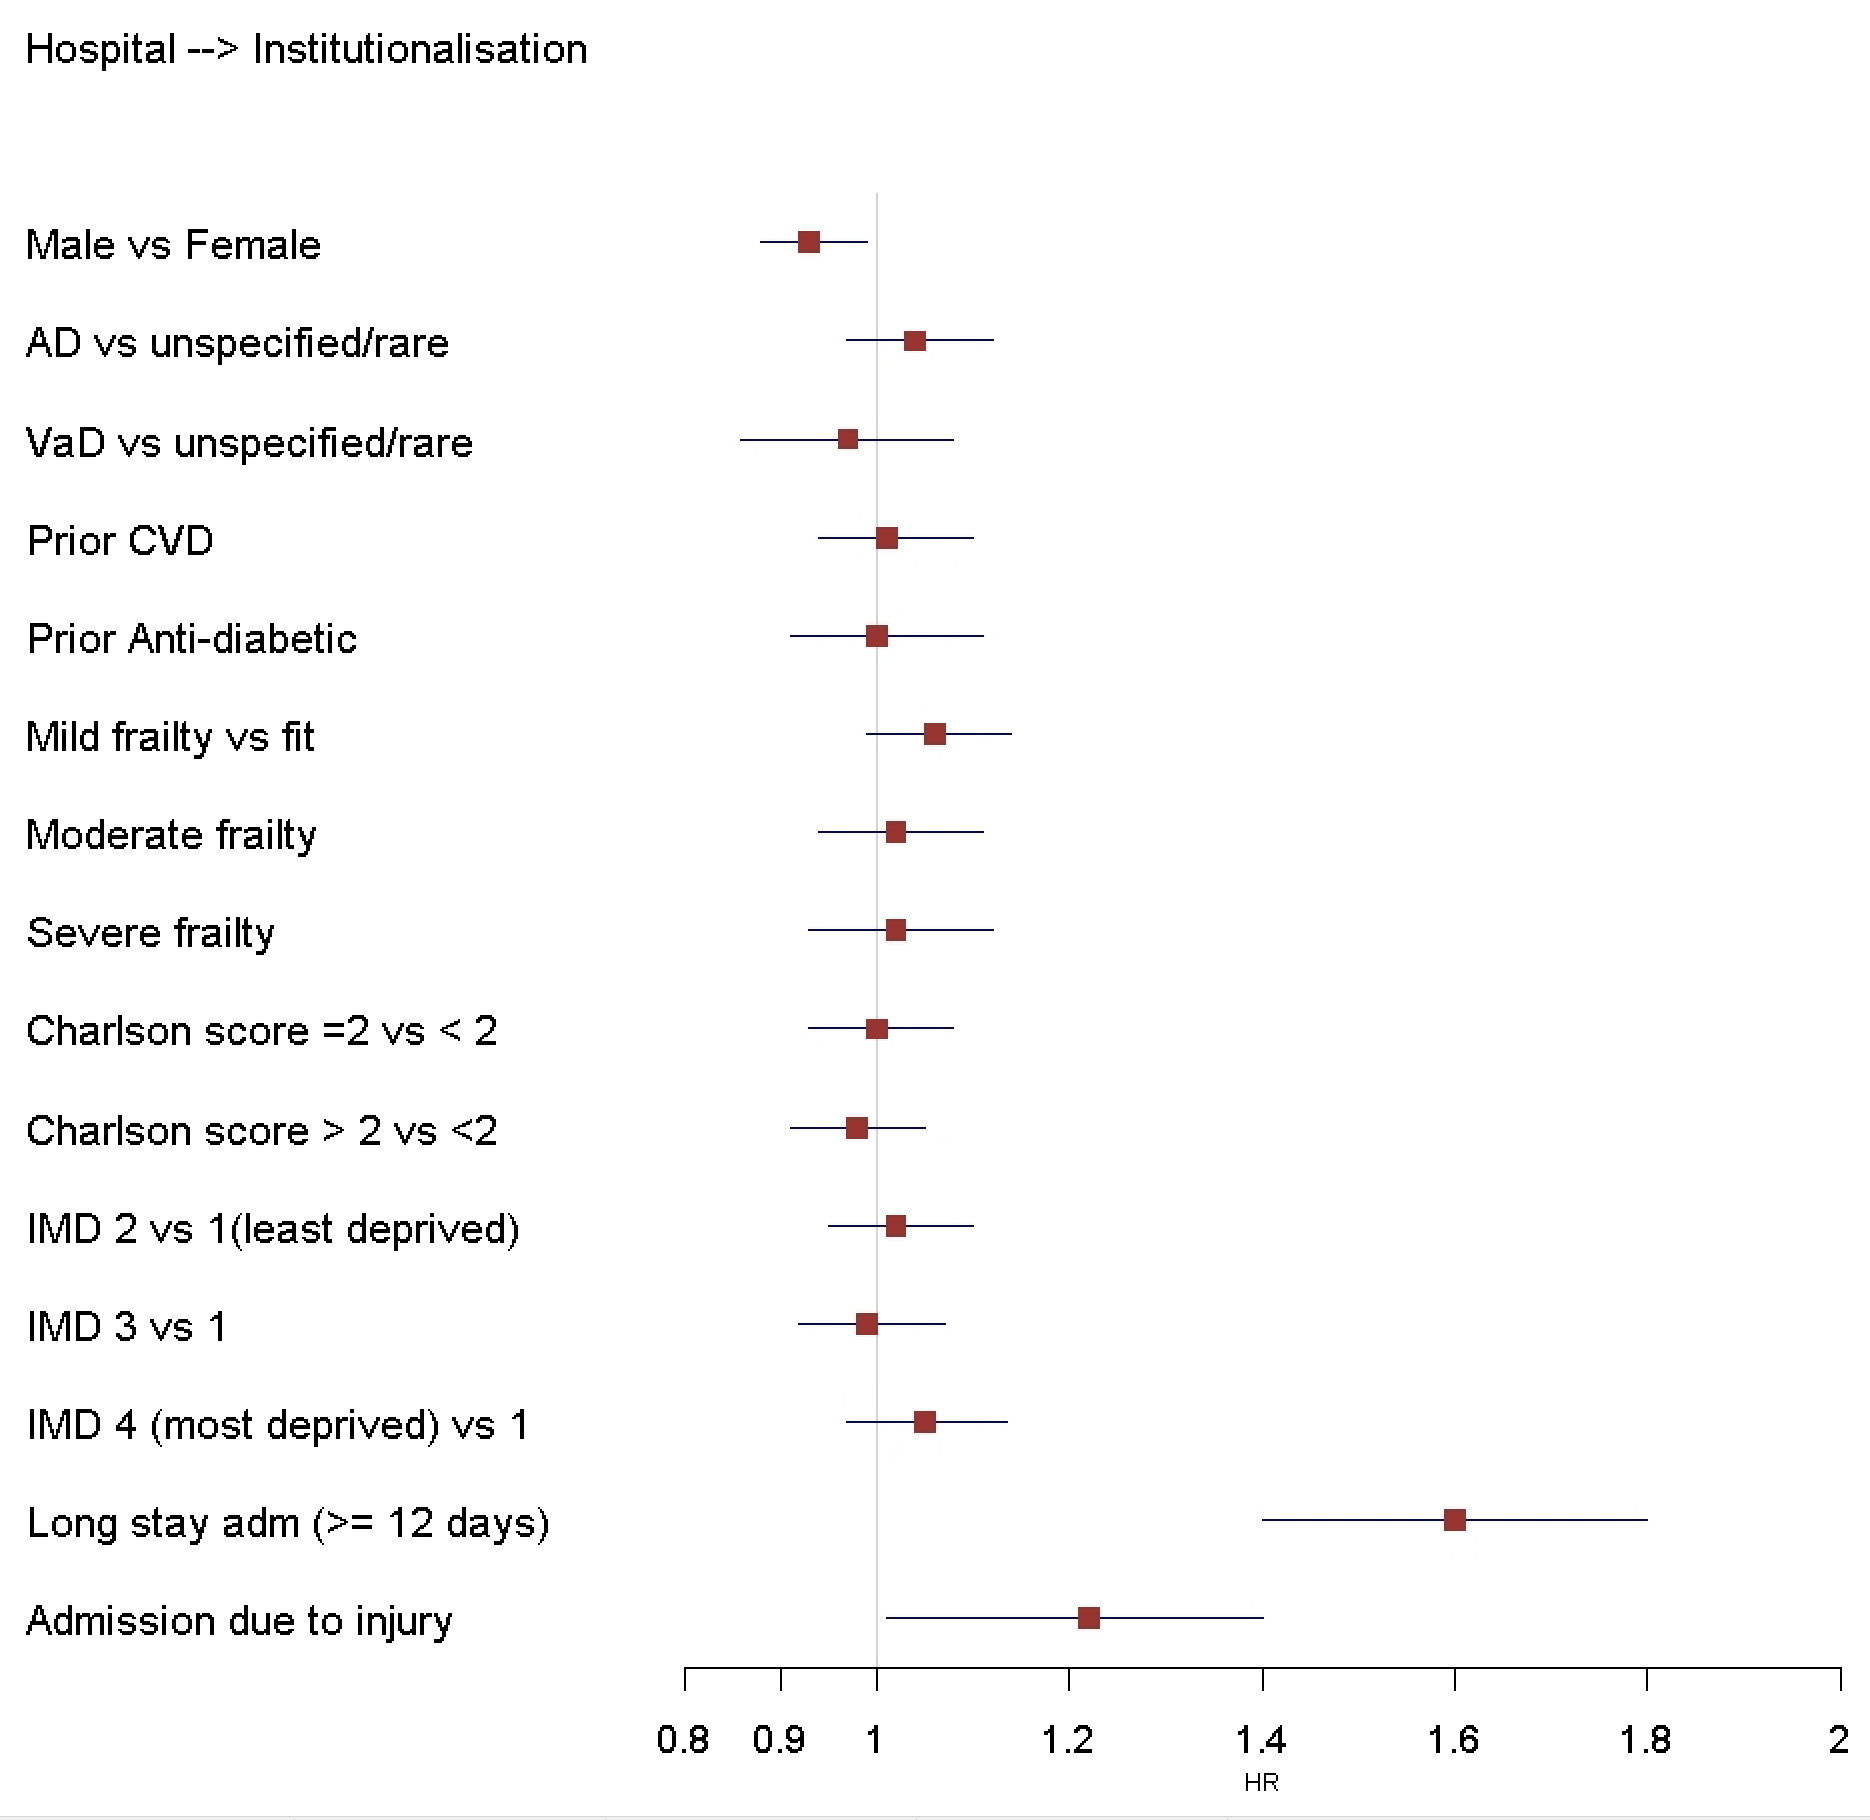 Hospital --> Institutionalisation
Male vs Female
AD vs unspecified/rare
VaD vs unspecified/rare
Prior CVD
Prior Anti-diabetic
Mild frailty vs fit
Moderate frailty
Severe frailty
Charlson score =2 vs < 2
Charlson score > 2 vs <2
IMD 2 vs 1(least deprived)
IMD 3 vs 1
IMD 4 (most deprived) vs 1
Long stay adm (>= 12 days)
Admission due to injury
0.8 0.9 1 1.2 1.4 1.6 1.8 2
HR